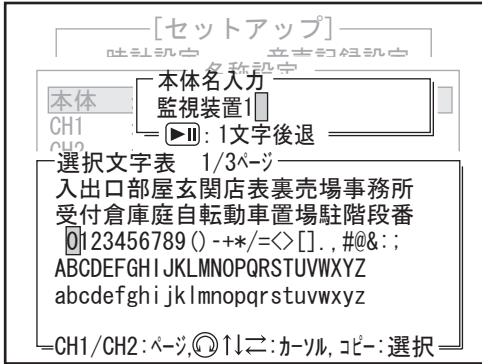 [セットアップ]
時計設定 音声記録設定
名称設定
本体名入力
本体
監視装置1
CH1
▶II: 1文字後退
CH2
選択文字表 1/3ページ
入出口部屋玄関店表裏売場事務所
受付倉庫庭自転動車置場駐階段番
0123456789()-+*/=<>[].,#@&:;
ABCDEFGHIJKLMNOPQRSTUVWXYZ
abcdefghijklmnopqrstuvwxyz
CH1/CH2:ページ,🎧↑↓⇄:カーソル,コピー:選択